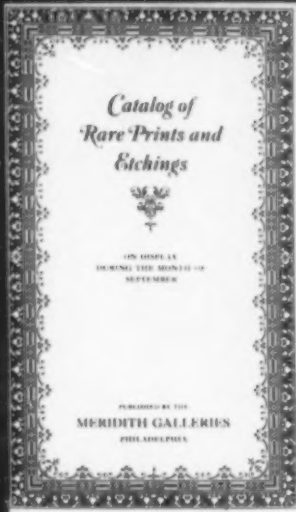 Catalog of
Rare Prints and
Etchings
ON DISPLAY
DURING THE MONTH OF
SEPTEMBER
PUBLISHED BY THE
MERIDITH GALLERIES
PHILADELPHIA